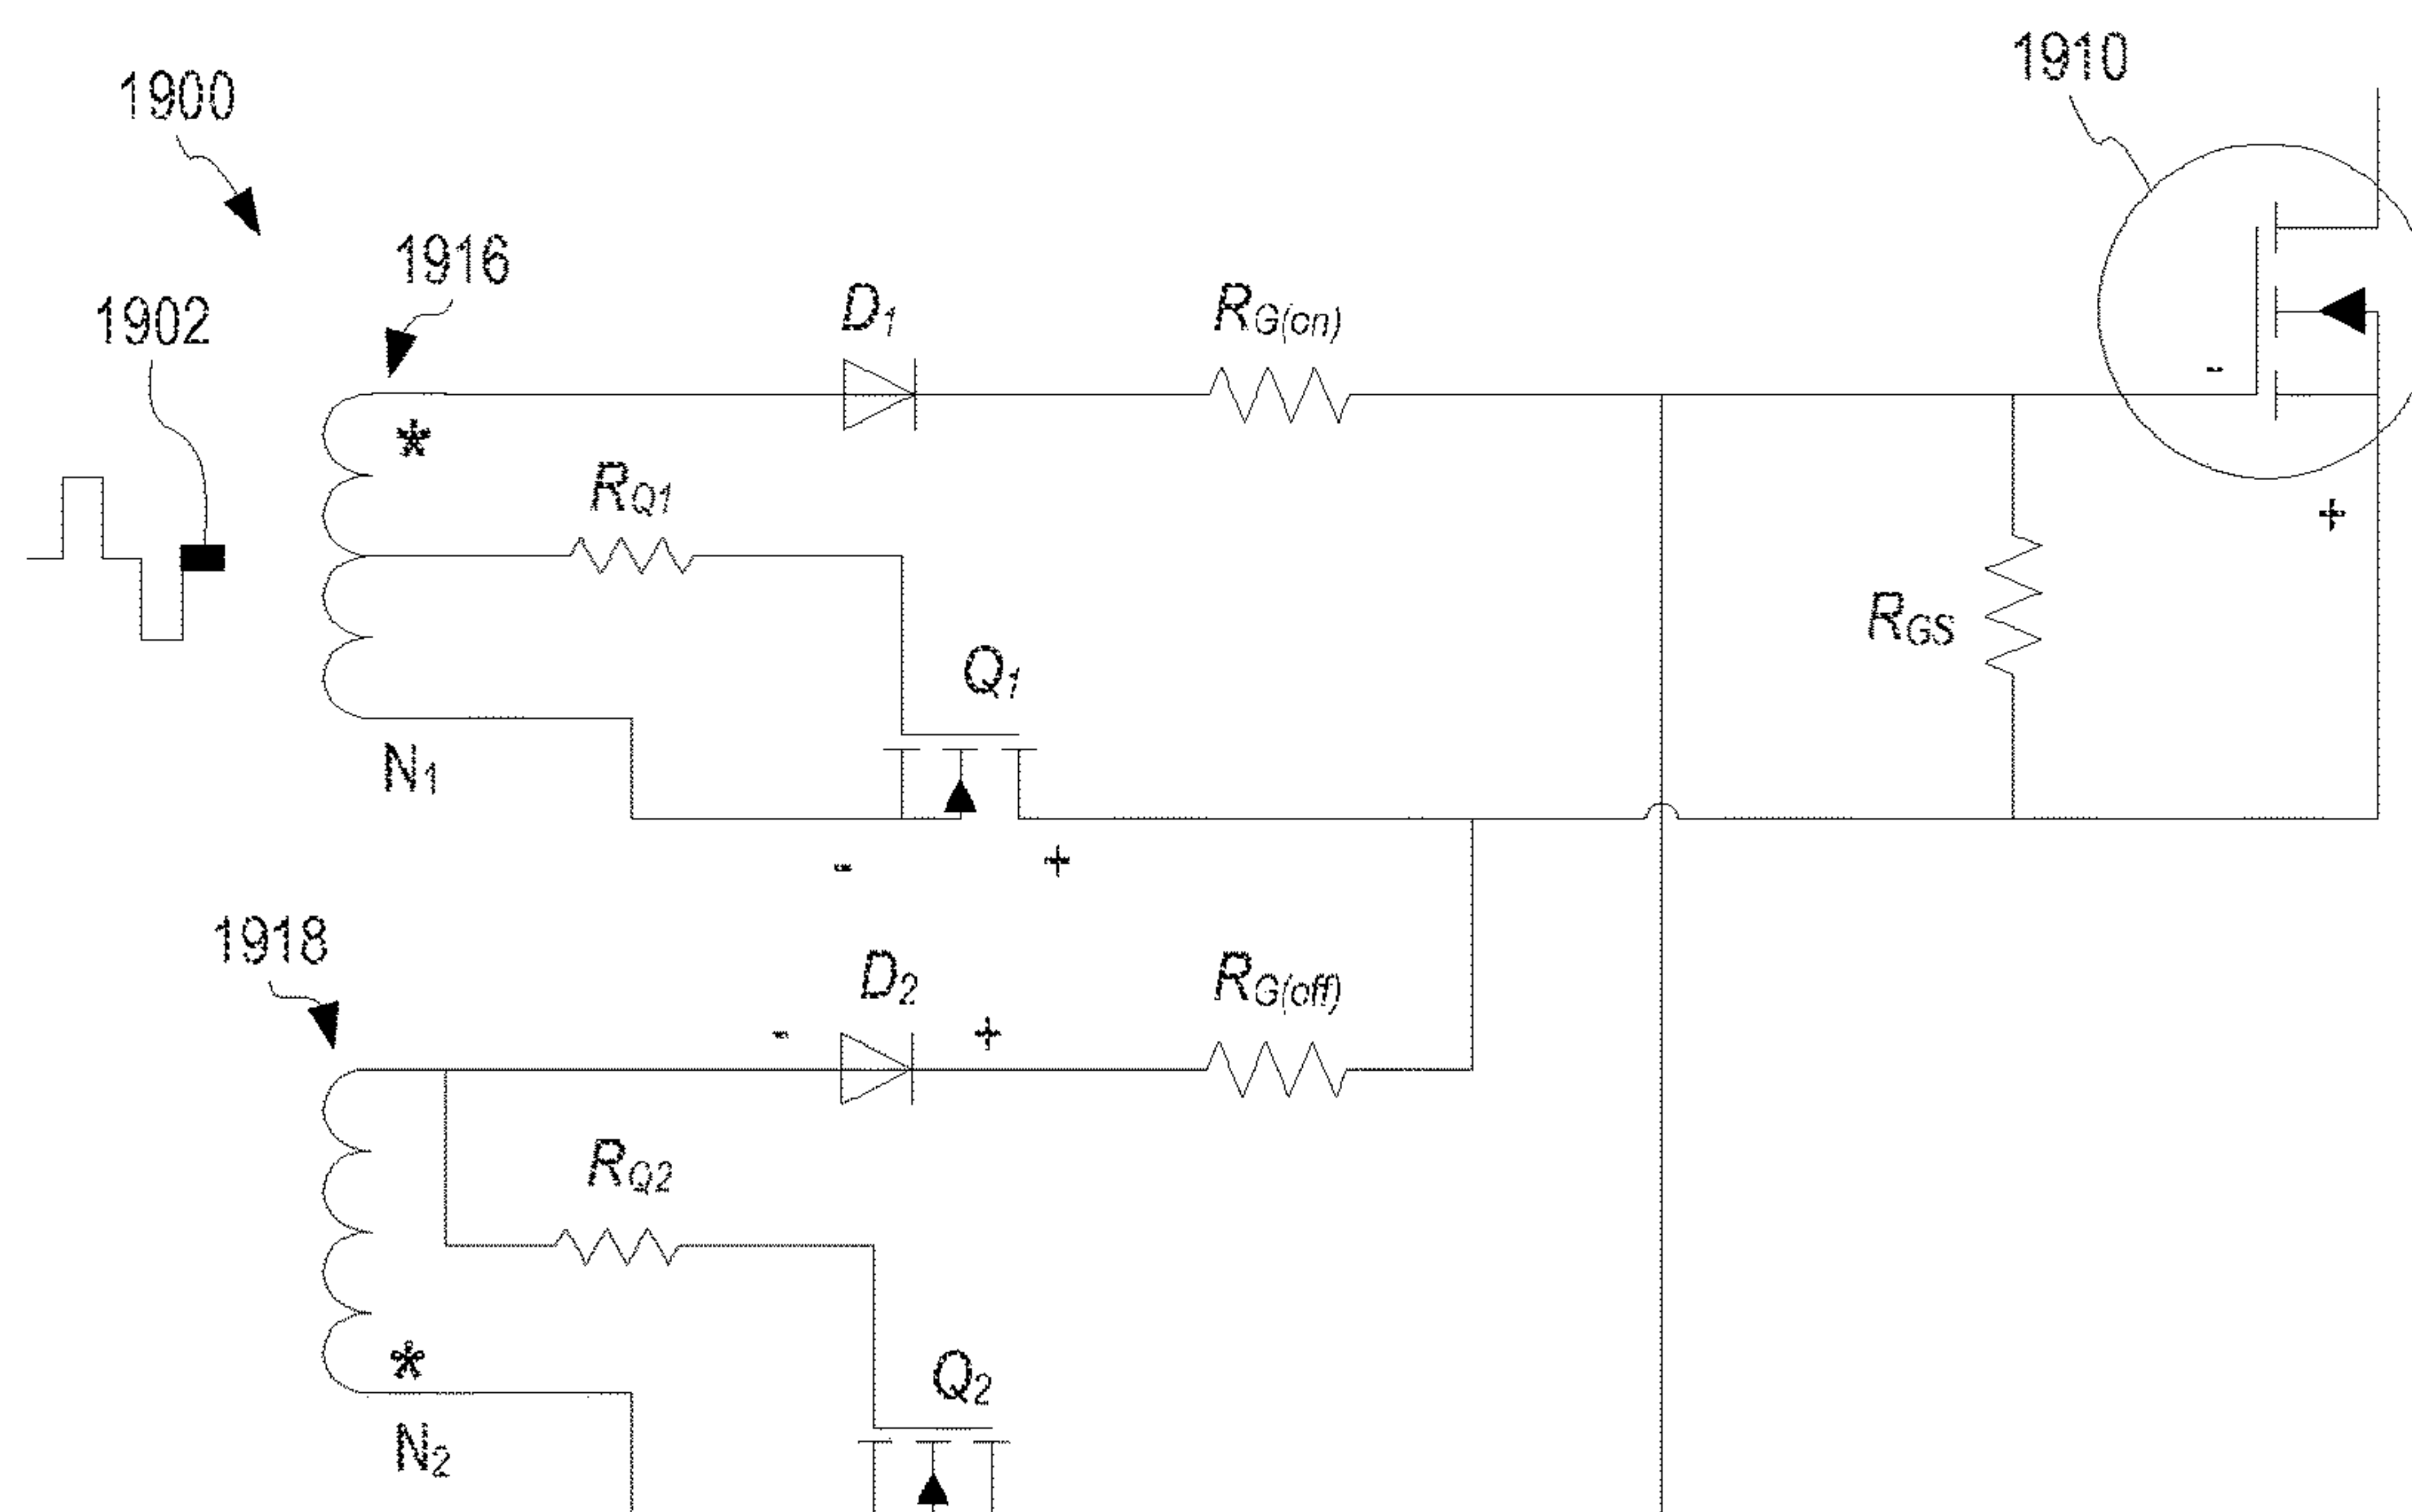 1910
1900
1916
1902
D1
RG(on)
*
-
RQ1
+
RGS
Q1
N1
- +
1918
D2
RG(off)
- +
RQ2
*
Q2
N2